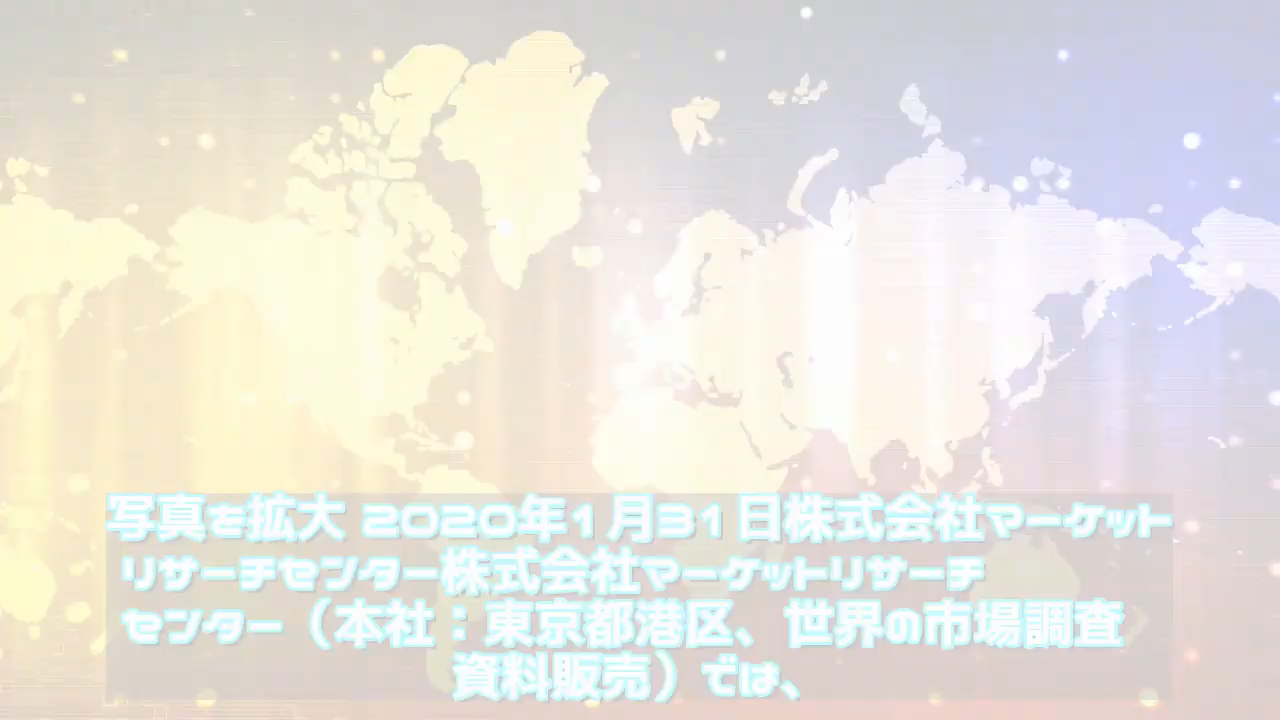 写真を拡大 2020年1月31日株式会社マーケット
リサーチセンター株式会社マーケットリサーチ
センター（本社：東京都港区、世界の市場調査
資料販売）では、